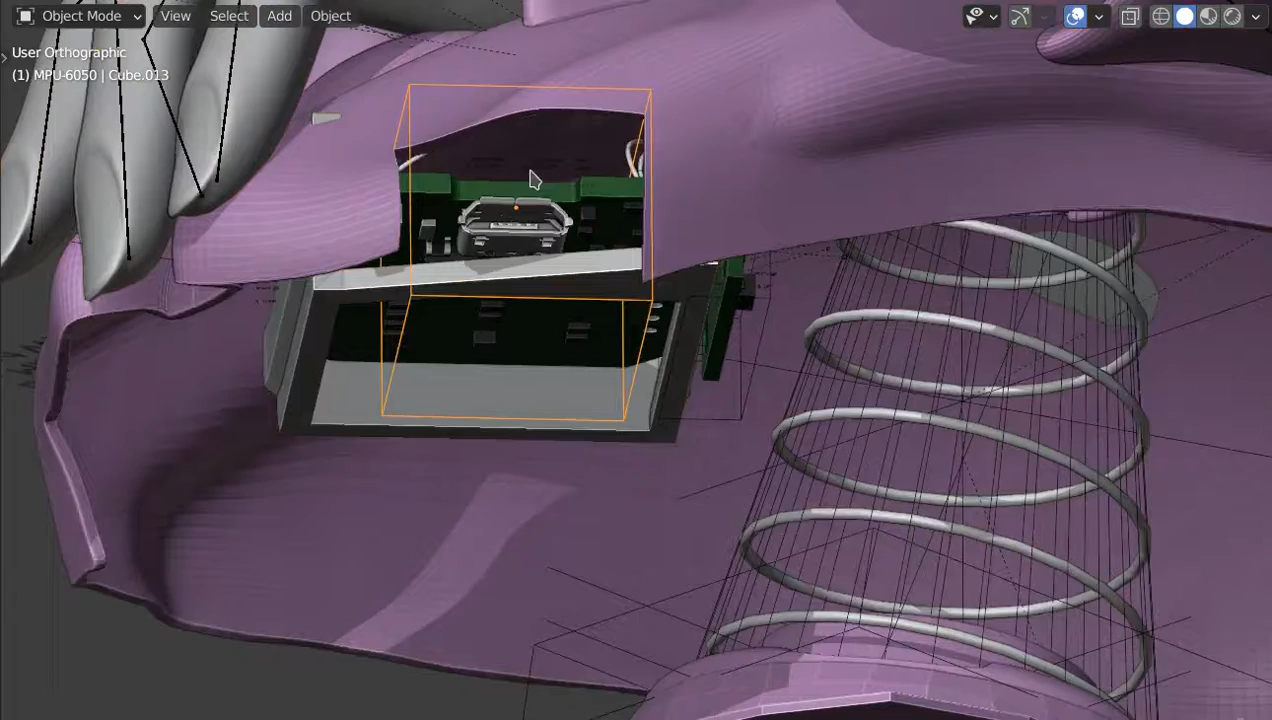 Object Mode View Select Add Object
User Orthographic
(1) MPU-6050 | Cube.013